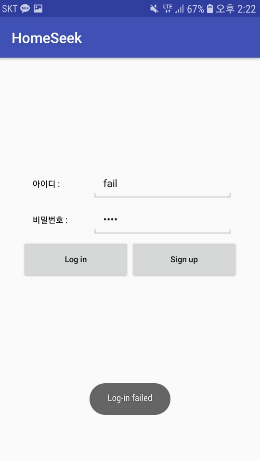 SKT LTE 67% 오후 2:22
HomeSeek
아이디 : fail
비밀번호 : ••••
Log in Sign up
Log-in failed